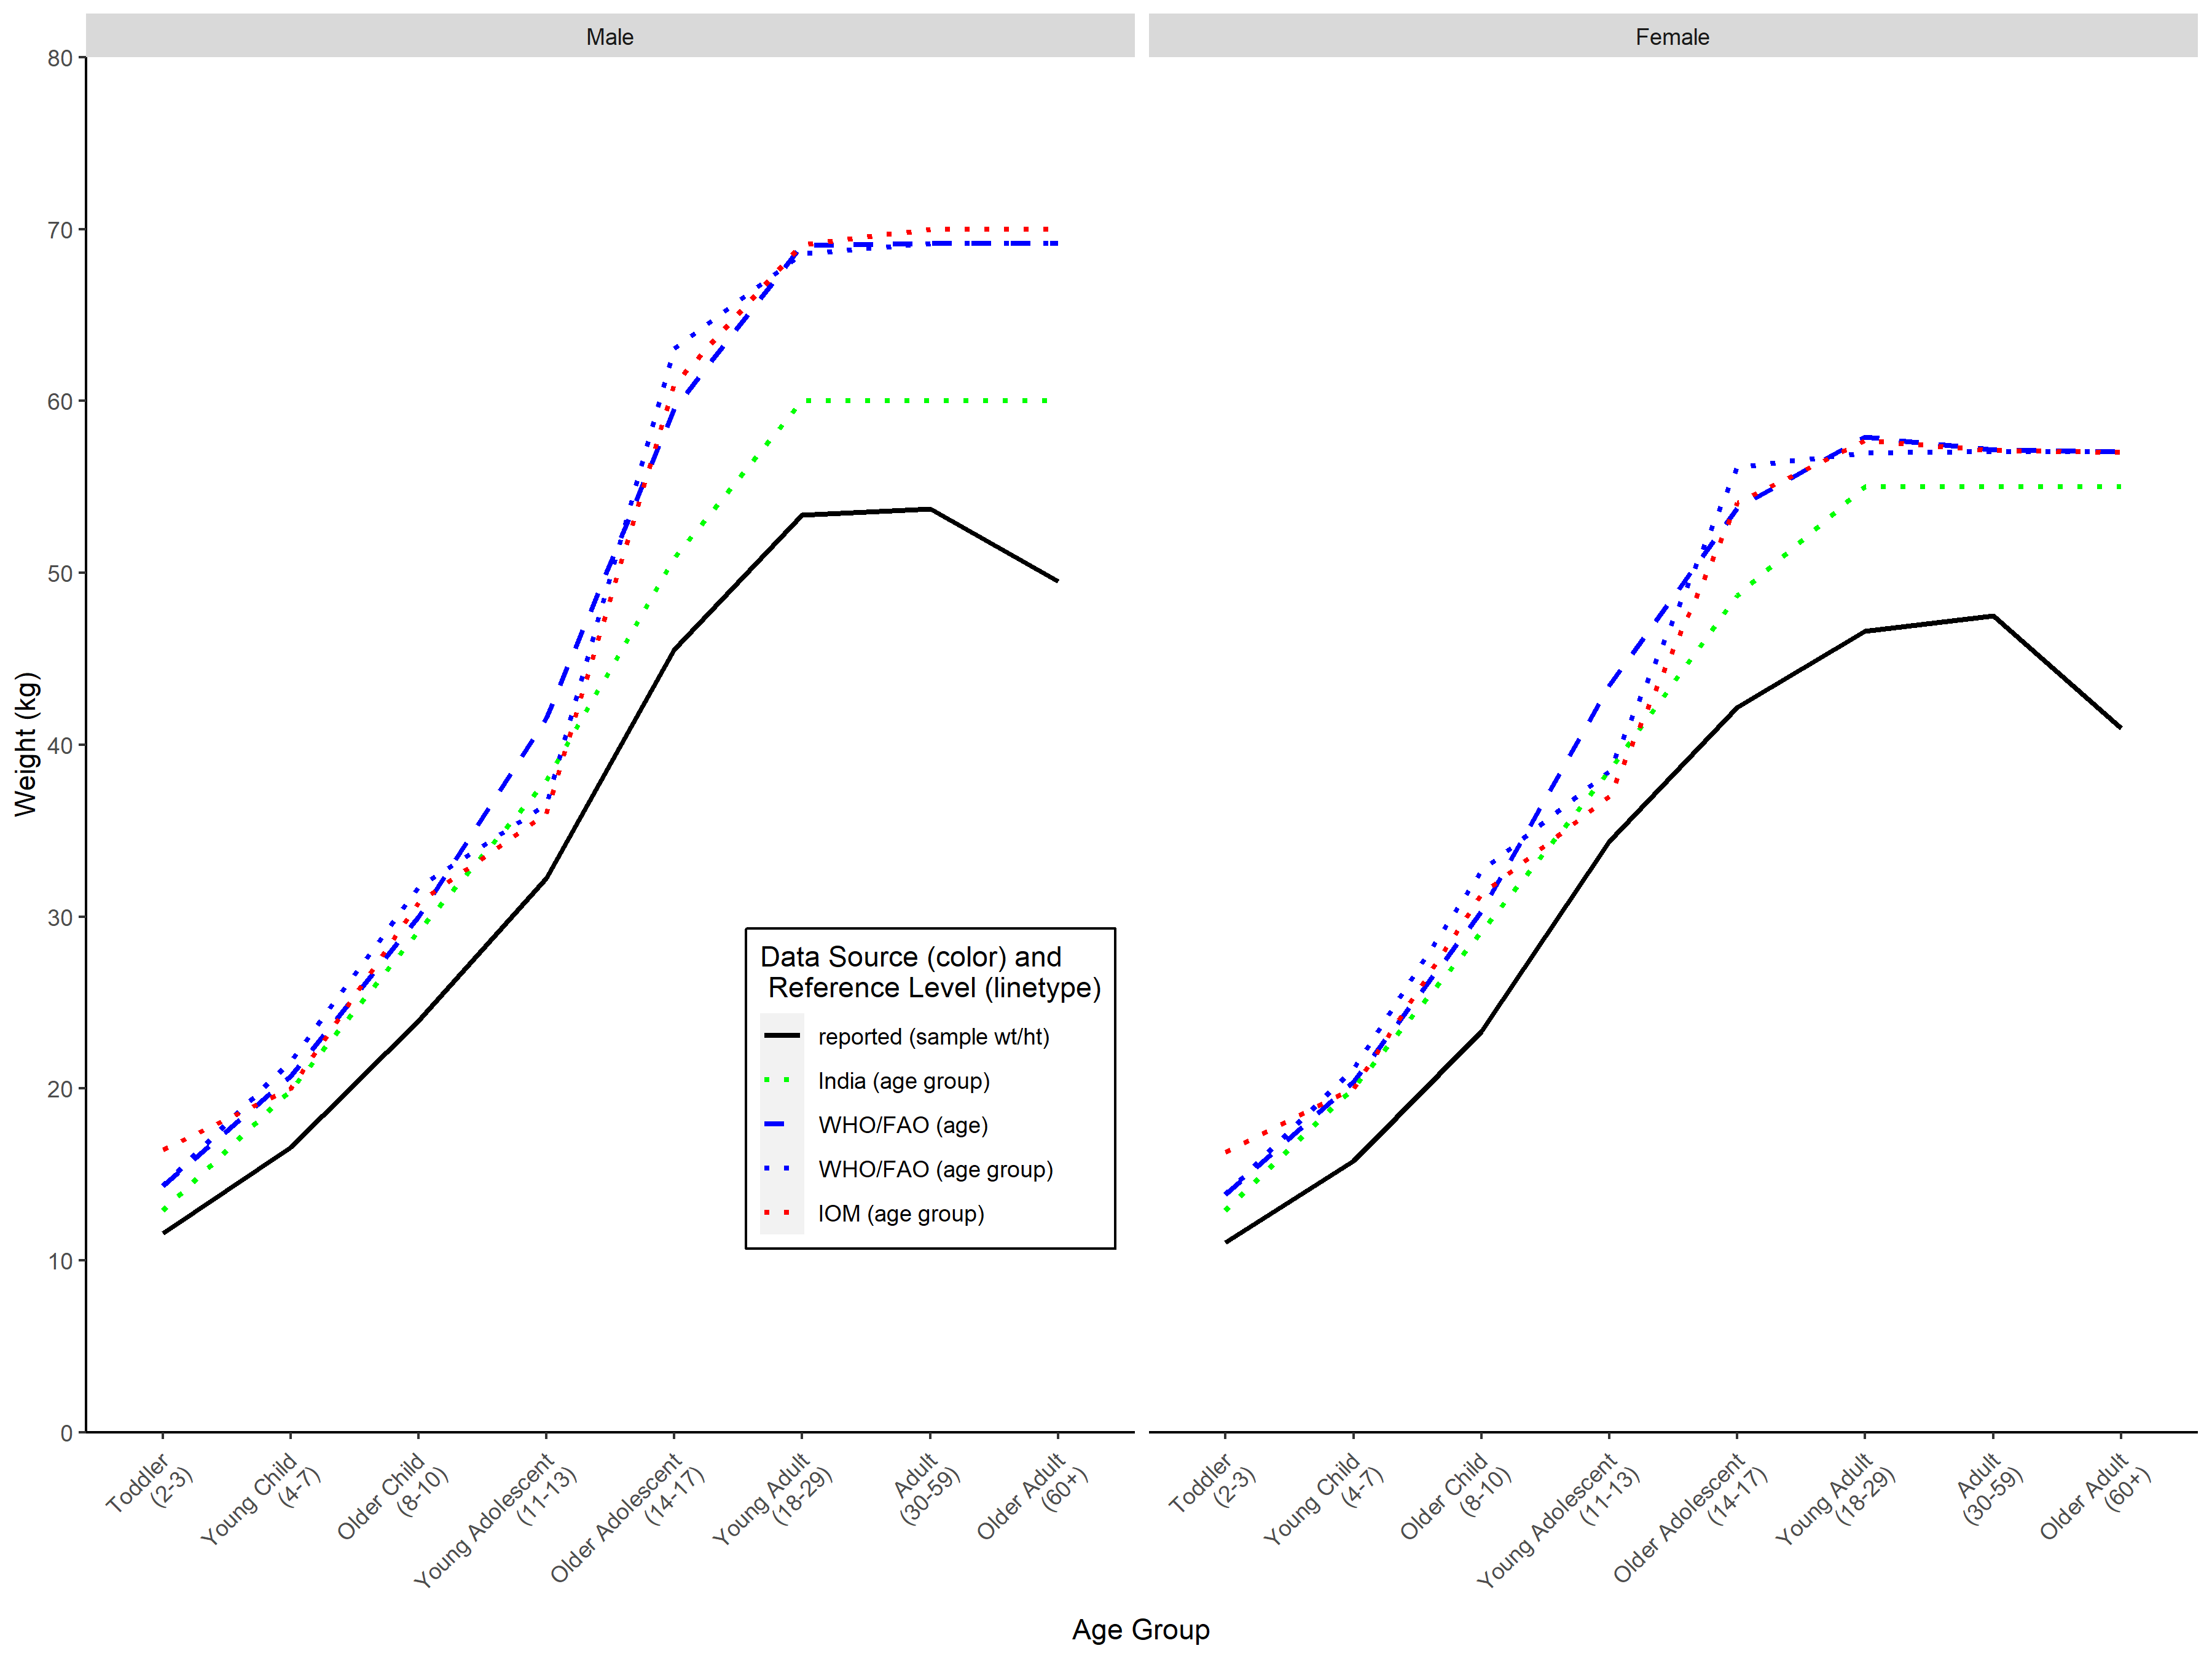 Male
Female
80
70
60
50
40
30
20
10
0
Weight (kg)
Data Source (color) and
Reference Level (linetype)
reported (sample wt/ht)
India (age group)
WHO/FAO (age)
WHO/FAO (age group)
IOM (age group)
Toddler
(2-3)
Young Child
(4-7)
Older Child
(8-10)
Young Adolescent
(11-13)
Older Adolescent
(14-17)
Young Adult
(18-29)
Adult
(30-59)
Older Adult
(60+)
Toddler
(2-3)
Young Child
(4-7)
Older Child
(8-10)
Young Adolescent
(11-13)
Older Adolescent
(14-17)
Young Adult
(18-29)
Adult
(30-59)
Older Adult
(60+)
Age Group